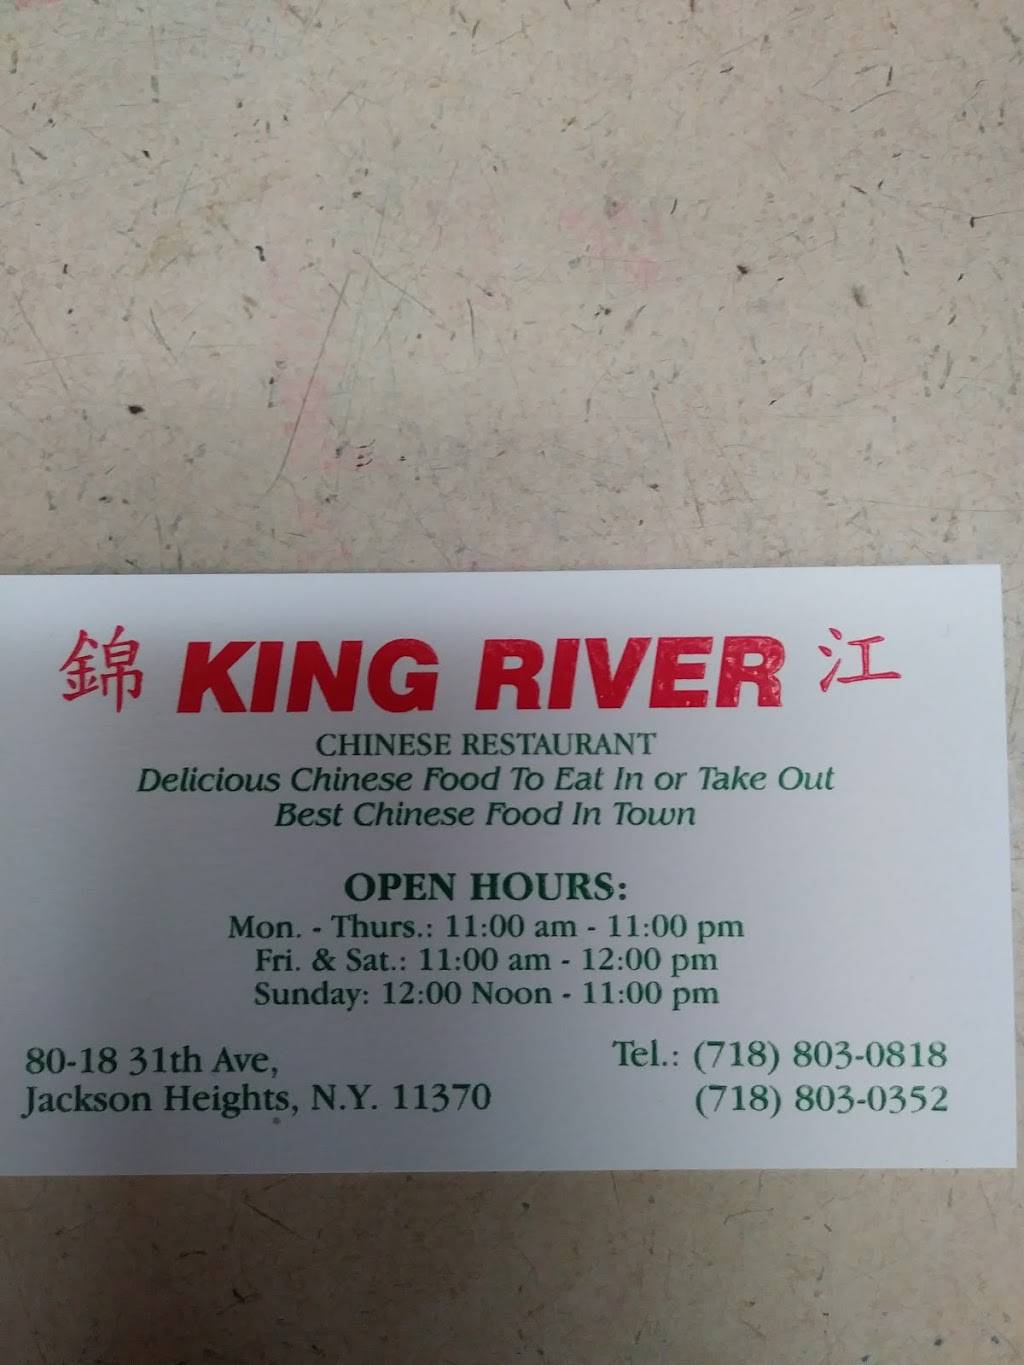 錦 KING RIVER 江
CHINESE RESTAURANT
Delicious Chinese Food To Eat In or Take Out
Best Chinese Food In Town
OPEN HOURS:
Mon. - Thurs.: 11:00 am - 11:00 pm
Fri. & Sat.: 11:00 am - 12:00 pm
Sunday: 12:00 Noon - 11:00 pm
80-18 31th Ave,
Jackson Heights, N.Y. 11370
Tel.: (718) 803-0818
(718) 803-0352